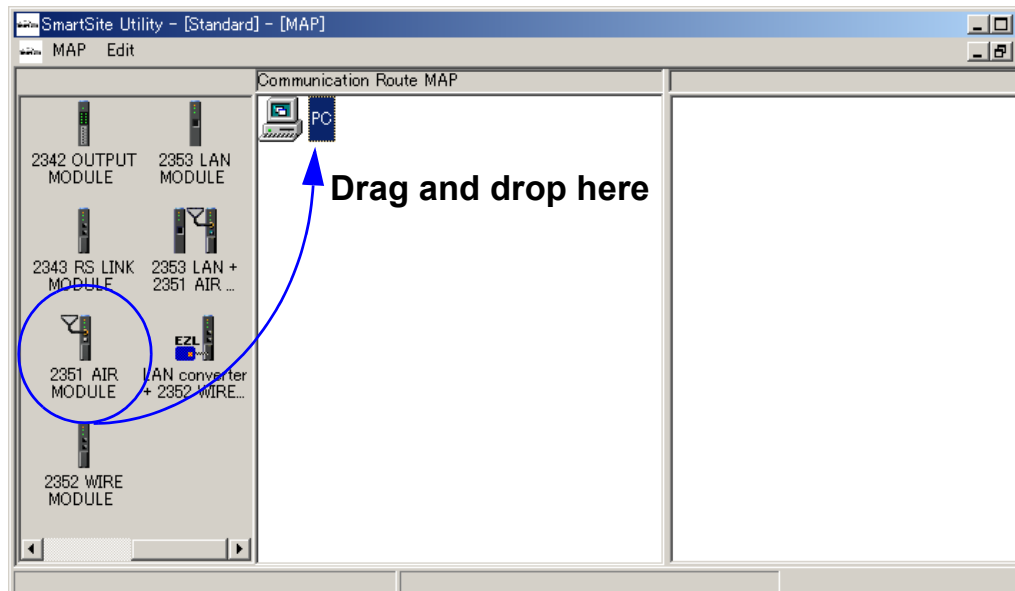 SmartSite Utility - [Standard] - [MAP]
MAP Edit
Communication Route MAP
PC
Drag and drop here
2342 OUTPUT
MODULE
2353 LAN
MODULE
2343 RS LINK
MODULE
2353 LAN +
2351 AIR ...
2351 AIR
MODULE
EZL
LAN converter
+ 2352 WIRE...
2352 WIRE
MODULE